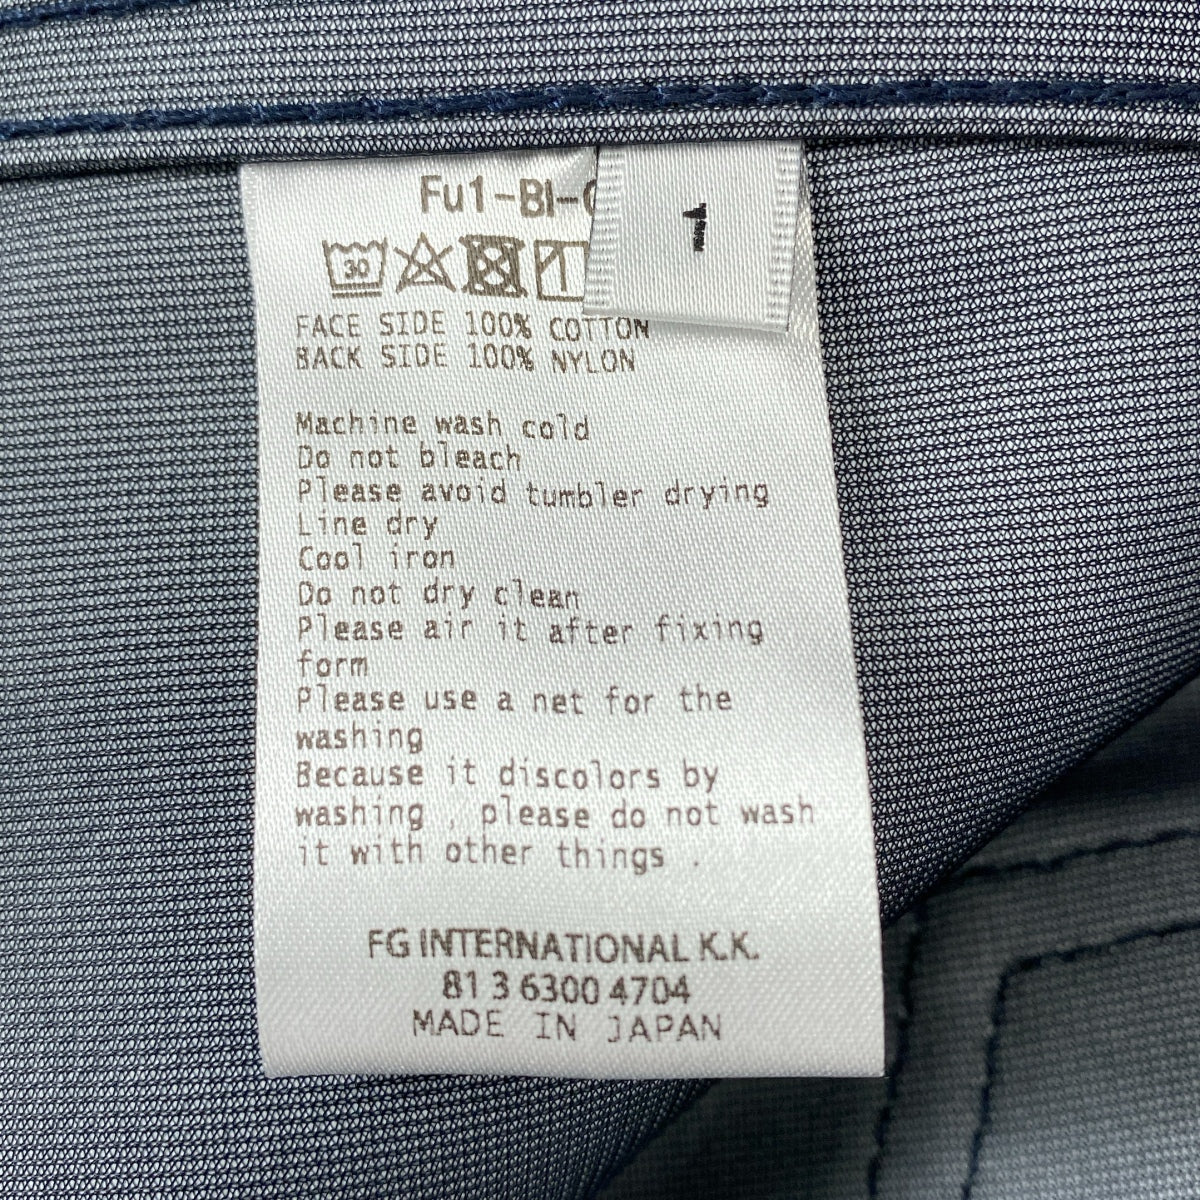 Fu1-BI-
1
30
FACE SIDE 100% COTTON
BACK SIDE 100% NYLON
Machine wash cold
Do not bleach
Please avoid tumbler drying
Line dry
Cool iron
Do not dry clean
Please air it after fixing
form
Please use a net for the
washing
Because it discolors by
washing , please do not wash
it with other things .
FG INTERNATIONAL K.K.
81 3 6300 4704
MADE IN JAPAN